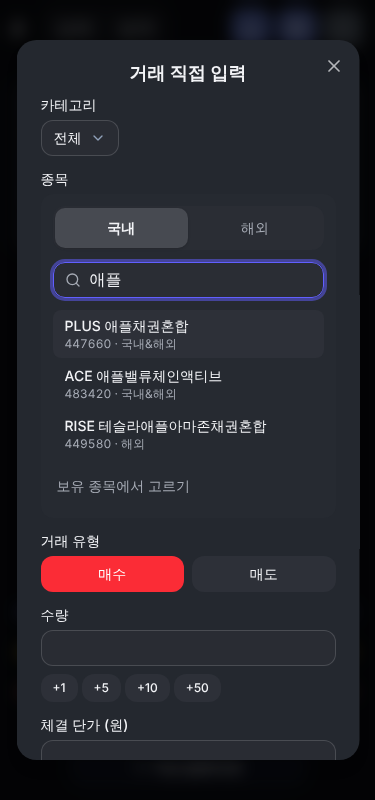 거래 직접 입력
카테고리
전체
종목
국내
해외
애플
PLUS 애플채권혼합
447660 · 국내&해외
ACE 애플밸류체인액티브
483420 · 국내&해외
RISE 테슬라애플아마존채권혼합
449580 · 해외
보유 종목에서 고르기
거래 유형
매수
매도
수량
+1
+5
+10
+50
체결 단가 (원)